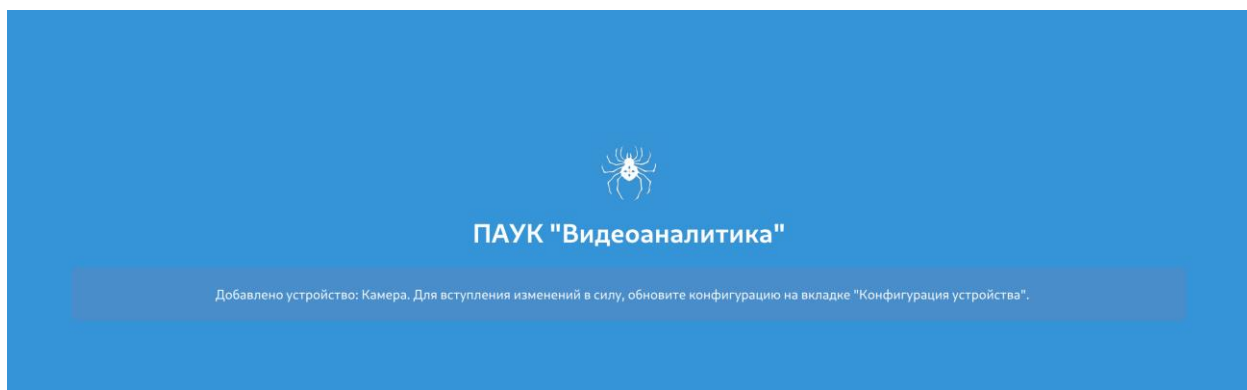 ПАУК "Видеоаналитика"
Добавлено устройство: Камера. Для вступления изменений в силу, обновите конфигурацию на вкладке "Конфигурация устройства".